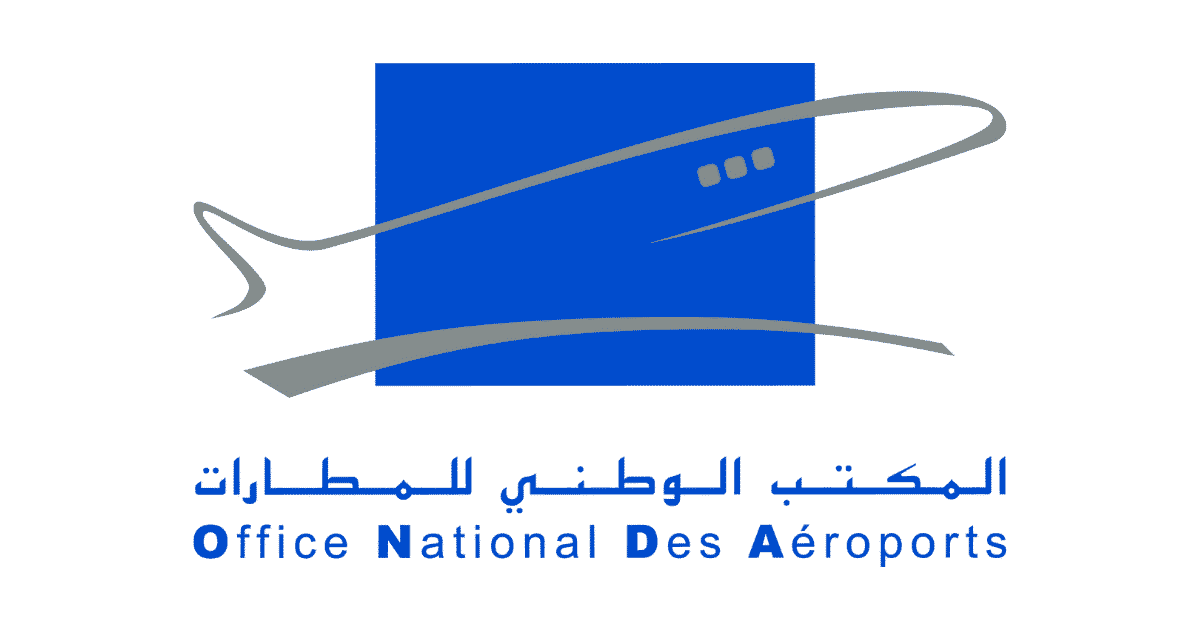 المكتب الوطني للمطارات
Office National Des Aéroports